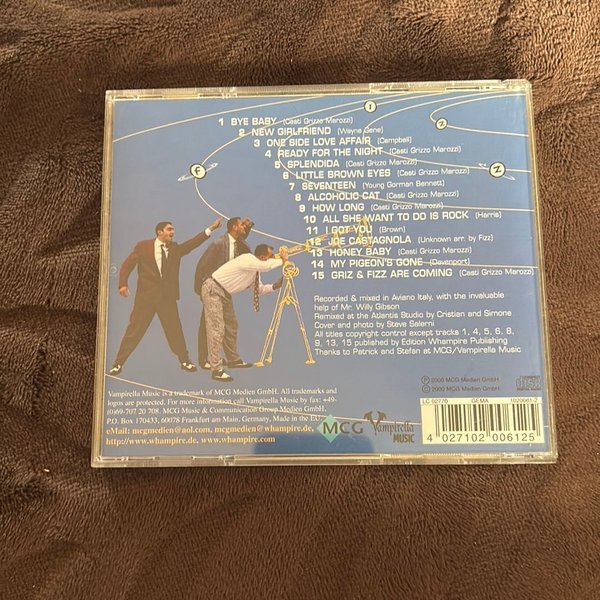 1 BYE BABY (Casti Grizzo Marozzi)
2 NEW GIRLFRIEND (Wayne Gene)
3 ONE SIDE LOVE AFFAIR (Campbell)
4 READY FOR THE NIGHT (Casti Grizzo Marozzi)
5 SPLENDIDA (Casti Grizzo Marozzi)
6 LITTLE BROWN EYES (Casti Grizzo Marozzi)
7 SEVENTEEN (Young Gorman Bennett)
8 ALCOHOLIC CAT (Casti Grizzo Marozzi)
9 HOW LONG (Casti Grizzo Marozzi)
10 ALL SHE WANT TO DO IS ROCK (Harris)
11 I GOT YOU (Brown)
12 JOE CASTAGNOLA (Unknown arr. by Fizz)
13 HONEY BABY (Casti Grizzo Marozzi)
14 MY PIGEON'S GONE (Davenport)
15 GRIZ & FIZZ ARE COMING (Casti Grizzo Marozzi)
F
I
Z
Z
Recorded & mixed in Aviano Italy, with the invaluable
help of Mr. Willy Gibson
Remixed at the Atlantis Studio by Cristian and Simone
Cover and photo by Steve Salerni
All titles copyright control except tracks 1, 4, 5, 6, 8,
9, 13, 15 published by Edition Whampire Publishing
Thanks to Patrick and Stefan at MCG/Vampirella Music
Vampirella Music is a trademark of MCG Medien GmbH. All trademarks and
logos are protected. For more information call Vampirella Music by fax: +49-
(0)69-707 20 708. MCG Music & Communication Group Medien GmbH.
P.O. Box 170433, 60078 Frankfurt am Main, Germany, Made in the EU
eMail: mcgmedien@aol.com, mcgmedien@whampire.de,
http://www.whampire.de, http://www.whampire.com
MCG
Vampirella
MUSIC
Ⓟ 2000 MCG Medien GmbH
© 2000 MCG Medien GmbH
LC 02770 GEMA 1020061-2
4 027102 006125